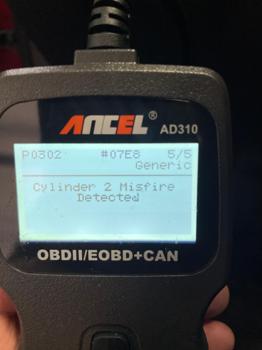 ANCEL® AD310
P0302 #07E8 5/5
Generic
Cylinder 2 Misfire
Detected
OBDII/EOBD+CAN